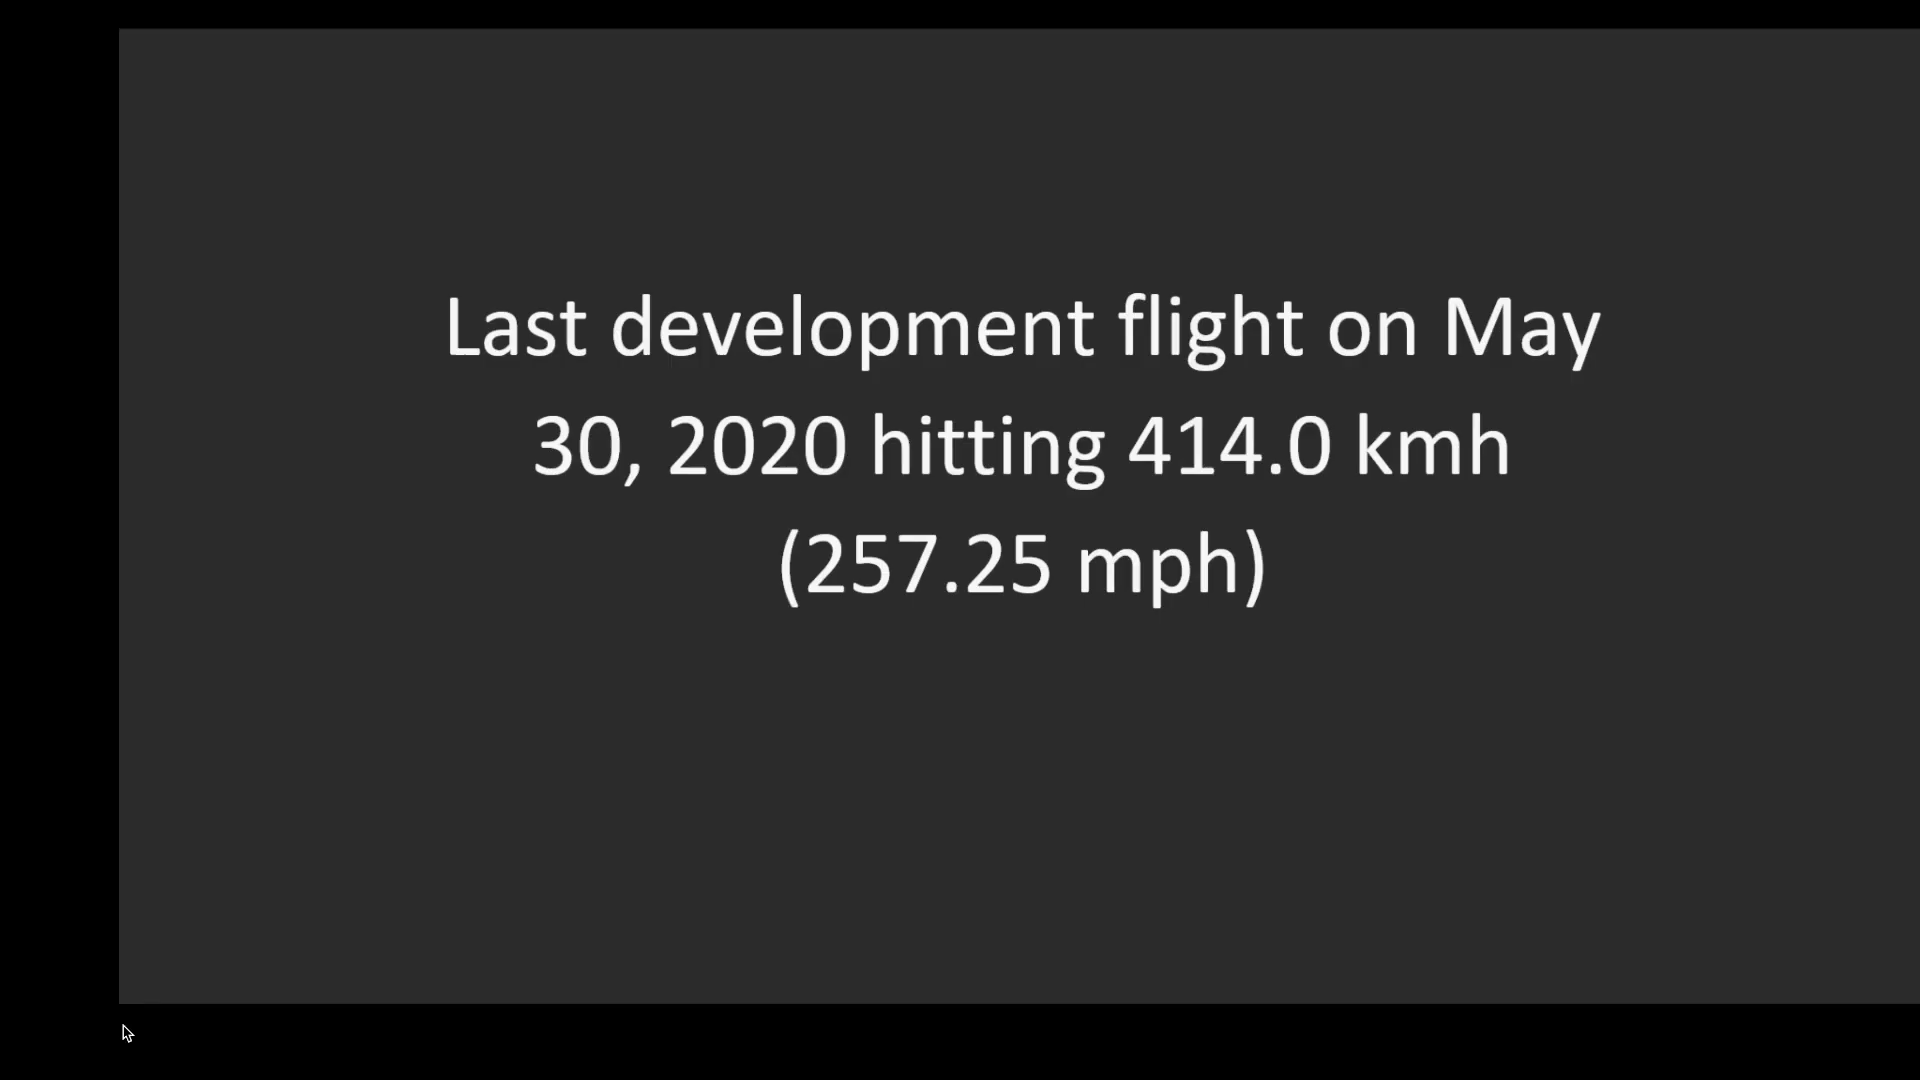 Last development flight on May
30, 2020 hitting 414.0 kmh
(257.25 mph)